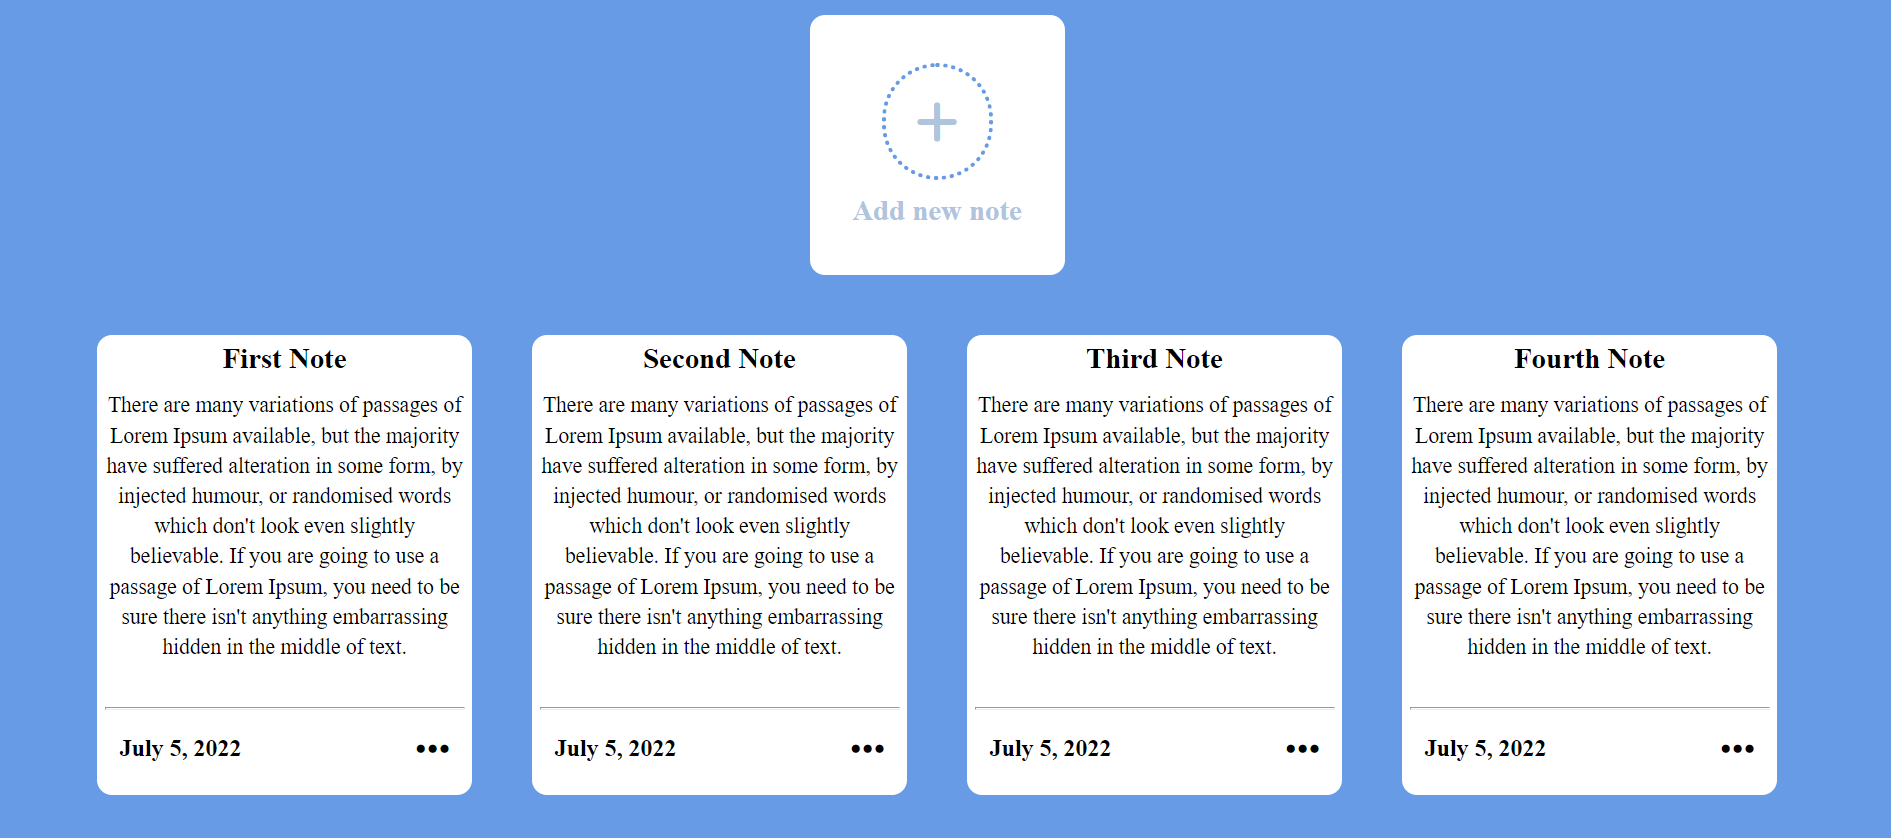 Add new note
First Note
There are many variations of passages of
Lorem Ipsum available, but the majority
have suffered alteration in some form, by
injected humour, or randomised words
which don't look even slightly
believable. If you are going to use a
passage of Lorem Ipsum, you need to be
sure there isn't anything embarrassing
hidden in the middle of text.
July 5, 2022
Second Note
There are many variations of passages of
Lorem Ipsum available, but the majority
have suffered alteration in some form, by
injected humour, or randomised words
which don't look even slightly
believable. If you are going to use a
passage of Lorem Ipsum, you need to be
sure there isn't anything embarrassing
hidden in the middle of text.
July 5, 2022
Third Note
There are many variations of passages of
Lorem Ipsum available, but the majority
have suffered alteration in some form, by
injected humour, or randomised words
which don't look even slightly
believable. If you are going to use a
passage of Lorem Ipsum, you need to be
sure there isn't anything embarrassing
hidden in the middle of text.
July 5, 2022
Fourth Note
There are many variations of passages of
Lorem Ipsum available, but the majority
have suffered alteration in some form, by
injected humour, or randomised words
which don't look even slightly
believable. If you are going to use a
passage of Lorem Ipsum, you need to be
sure there isn't anything embarrassing
hidden in the middle of text.
July 5, 2022